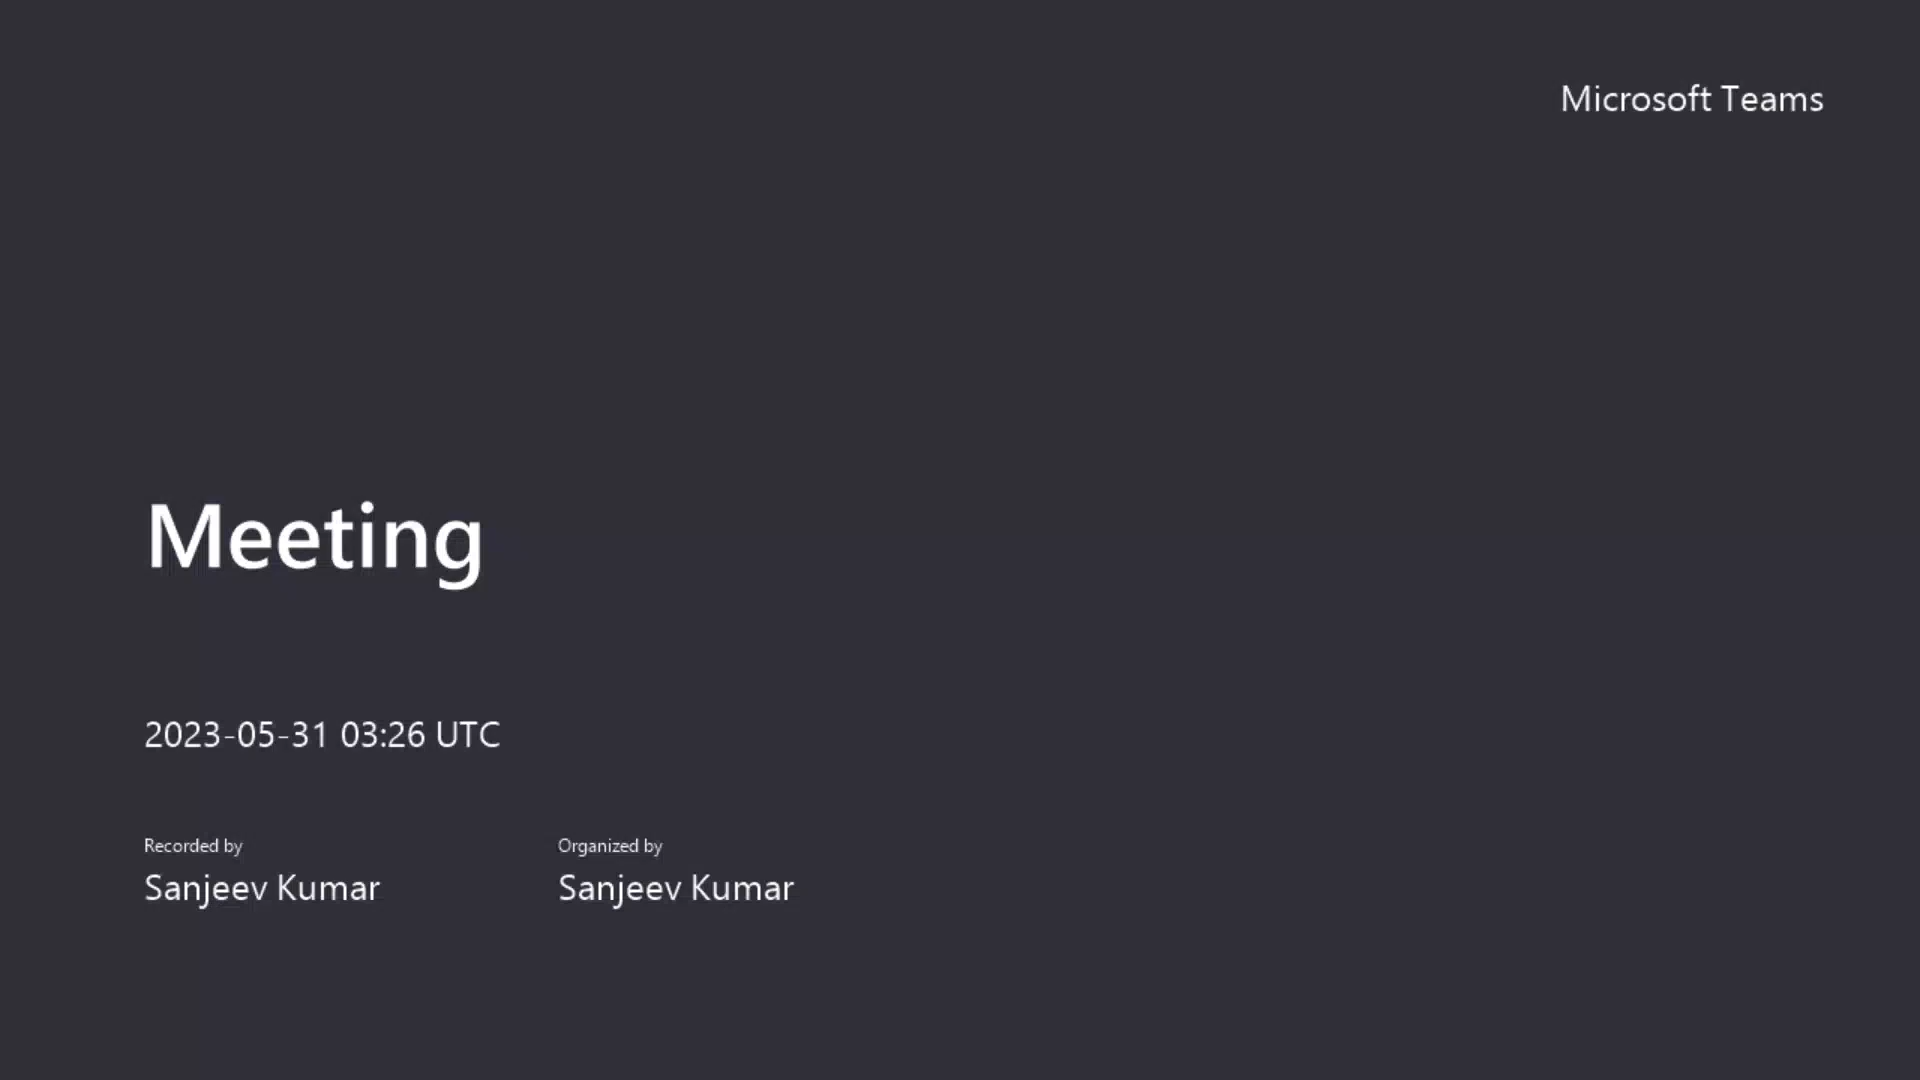 Microsoft Teams
Meeting
2023-05-31 03:26 UTC
Recorded by
Sanjeev Kumar
Organized by
Sanjeev Kumar